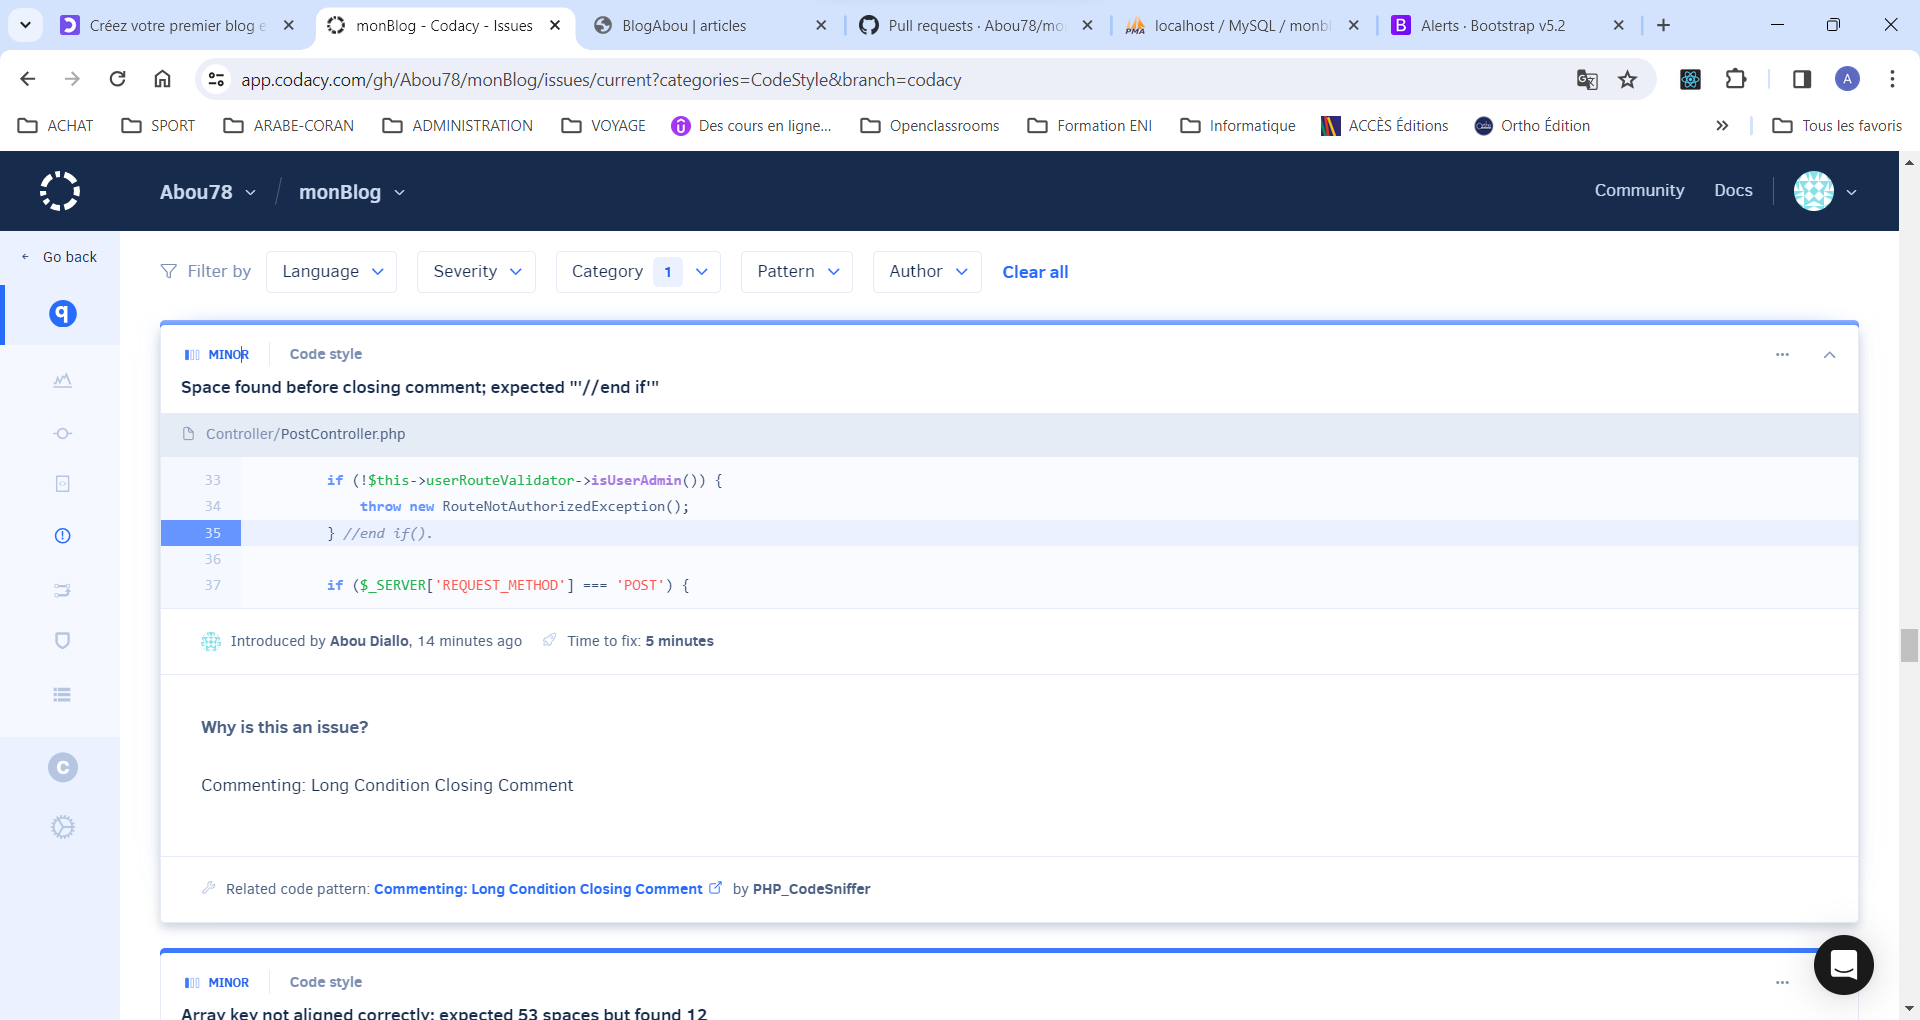 Créez votre premier blog e
monBlog - Codacy - Issues
BlogAbou | articles
Pull requests · Abou78/mo
localhost / MySQL / monbl
Alerts · Bootstrap v5.2
app.codacy.com/gh/Abou78/monBlog/issues/current?categories=CodeStyle&branch=codacy
A
ACHAT
SPORT
ARABE-CORAN
ADMINISTRATION
VOYAGE
Des cours en ligne...
Openclassrooms
Formation ENI
Informatique
ACCÈS Éditions
Ortho Édition
Tous les favoris
Abou78 / monBlog
Community
Docs
Go back
Filter by
Language
Severity
Category 1
Pattern
Author
Clear all
MINOR
Code style
Space found before closing comment; expected "'//end if'"
Controller/PostController.php
33 if (!$this->userRouteValidator->isUserAdmin()) {
34 throw new RouteNotAuthorizedException();
35 } //end if().
36
37 if ($_SERVER['REQUEST_METHOD'] === 'POST') {
Introduced by Abou Diallo, 14 minutes ago
Time to fix: 5 minutes
Why is this an issue?
Commenting: Long Condition Closing Comment
C
Related code pattern: Commenting: Long Condition Closing Comment by PHP_CodeSniffer
MINOR
Code style
Array key not aligned correctly; expected 53 spaces but found 12